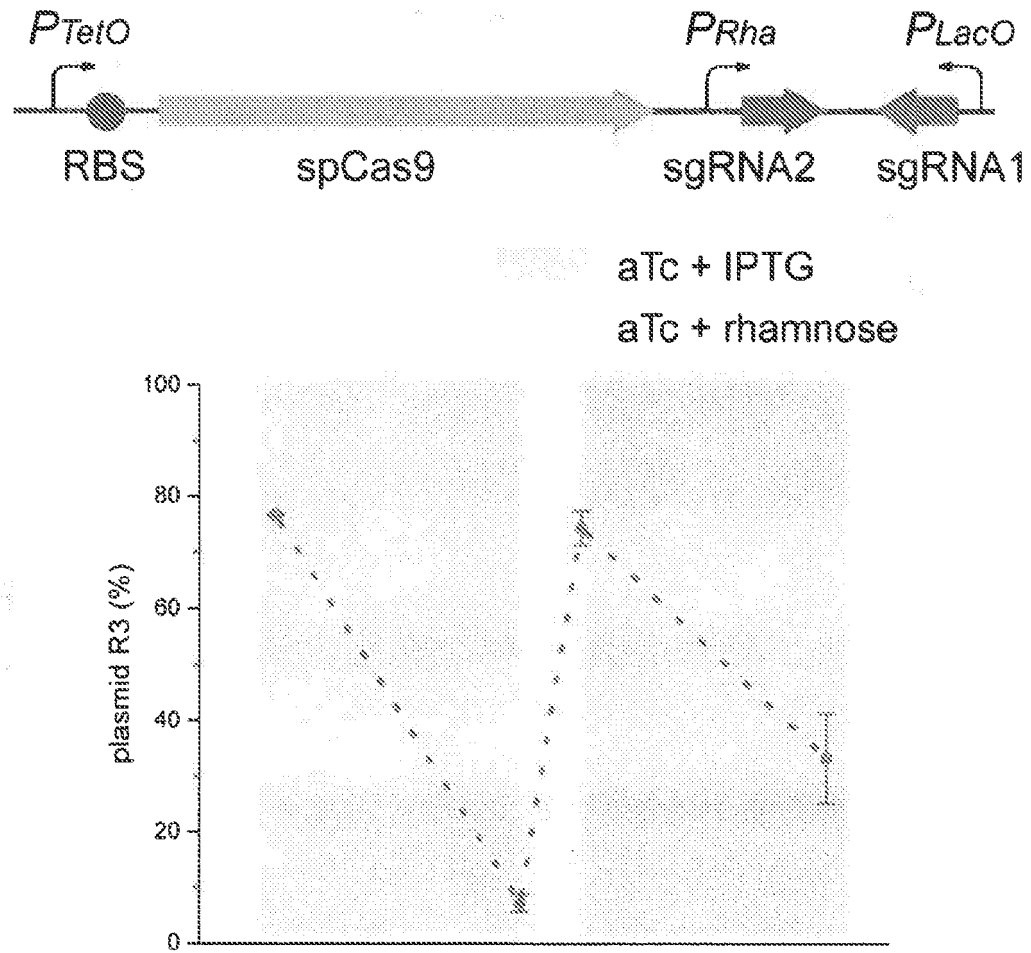 PTetO PRha PLacO
RBS spCas9 sgRNA2 sgRNA1
aTc + IPTG
aTc + rhamnose
100
80
60
40
20
0
plasmid R3 (%)